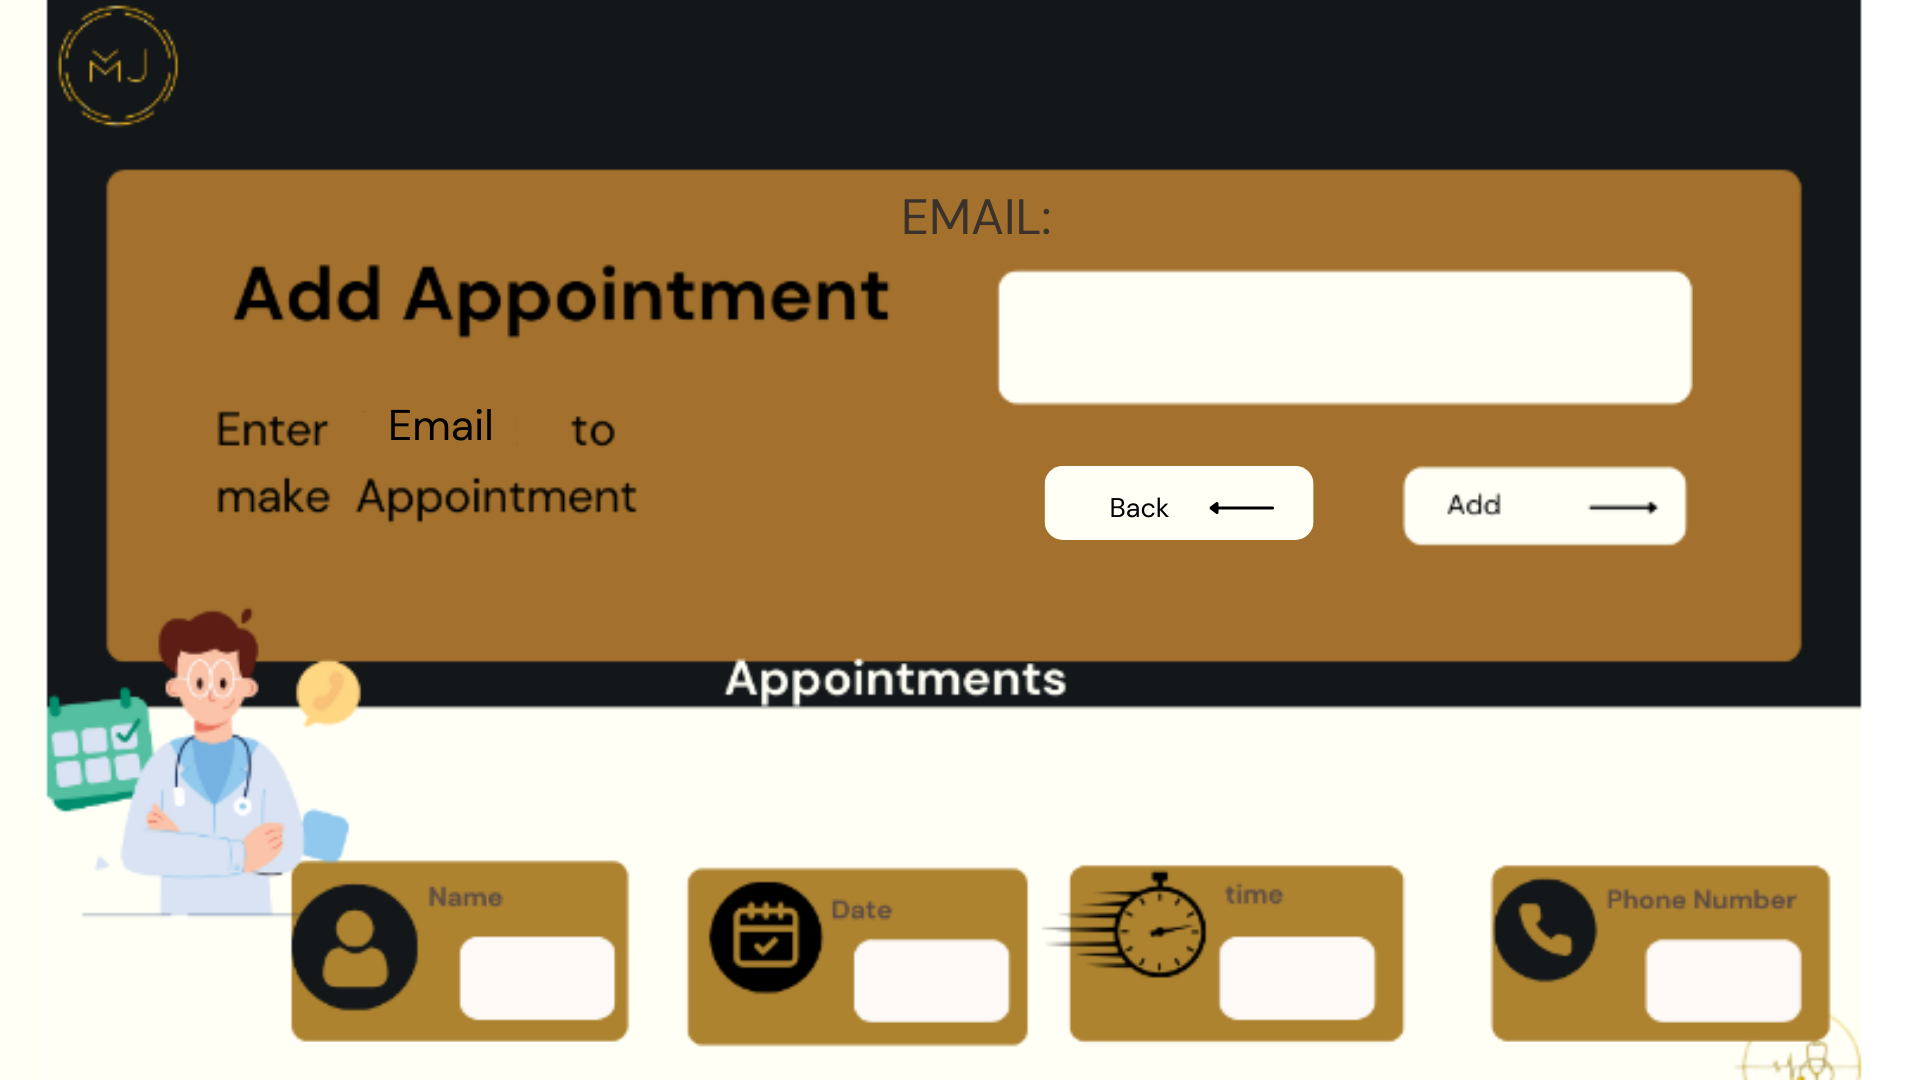 MJ
EMAIL:
Add Appointment
Enter Email to
make Appointment
Back
Add
Appointments
Name
Date
time
Phone Number